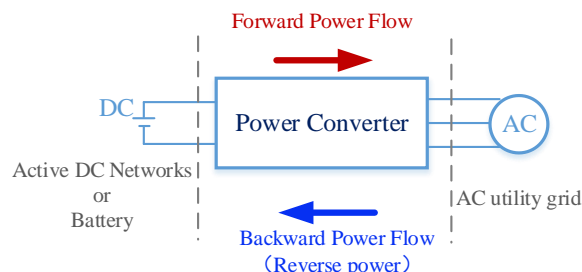 Forward Power Flow
DC
Power Converter
AC
Active DC Networks
or
Battery
AC utility grid
Backward Power Flow
（Reverse power）